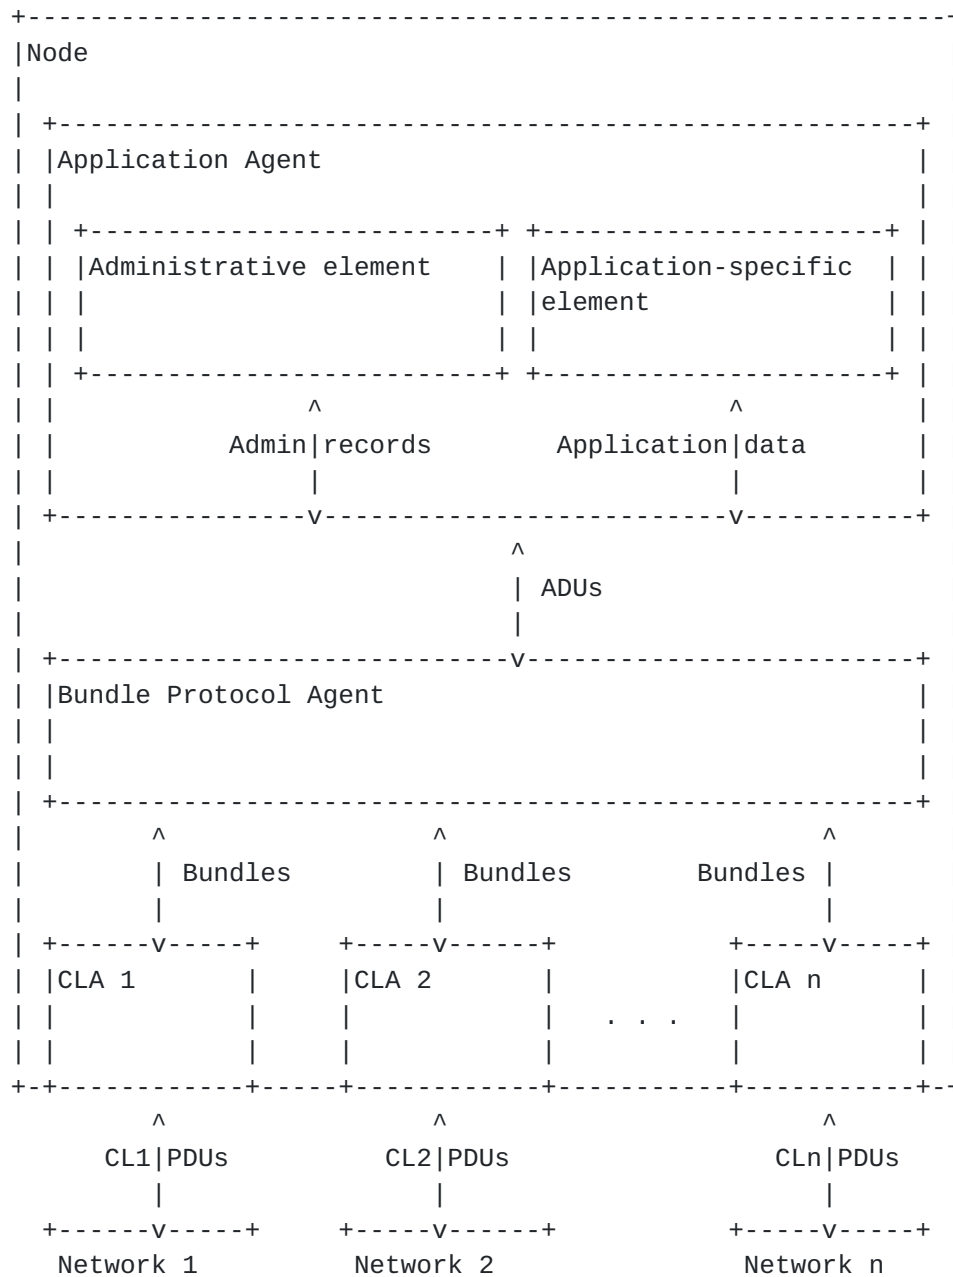 Node
Application Agent
Administrative element Application-specific
element
Admin records Application data
ADUs
Bundle Protocol Agent
Bundles Bundles Bundles
CLA 1 CLA 2 CLA n
. . .
CL1 PDUs CL2 PDUs CLn PDUs
Network 1 Network 2 Network n